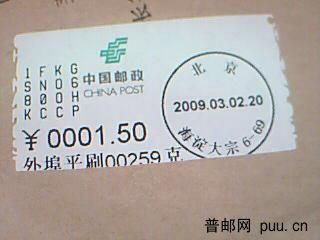 1FKG
SN06
800H
KCCP
中国邮政
CHINA POST
¥ 0001.50
外埠平刷00259克
北京
2009.03.02.20
海淀大宗 6-69
普邮网 puu.cn